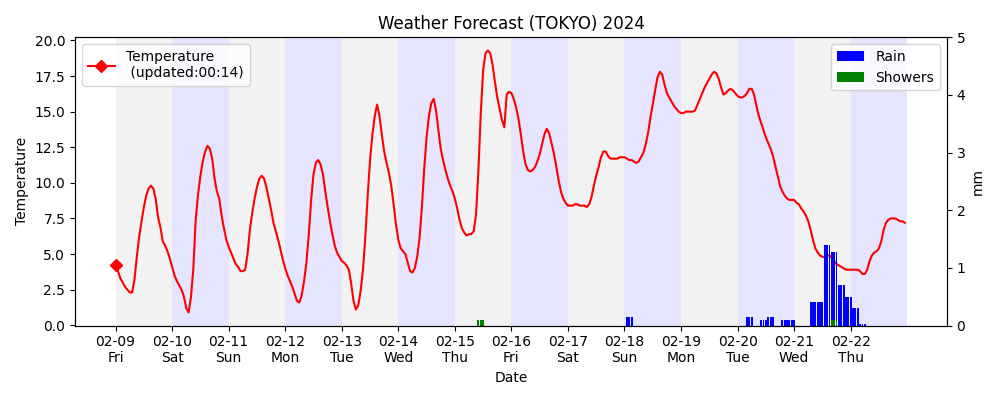 Weather Forecast (TOKYO) 2024
Temperature
(updated:00:14)
Rain
Showers
20.0
17.5
15.0
12.5
10.0
7.5
5.0
2.5
0.0
Temperature
5
4
3
2
1
0
mm
02-09 02-10 02-11 02-12 02-13 02-14 02-15 02-16 02-17 02-18 02-19 02-20 02-21 02-22
Fri Sat Sun Mon Tue Wed Thu Fri Sat Sun Mon Tue Wed Thu
Date